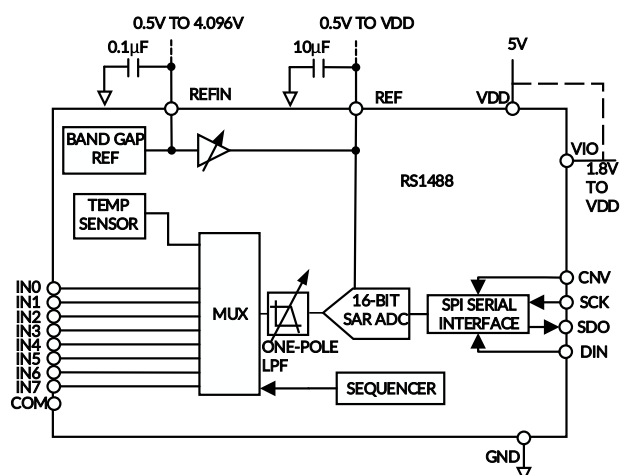 0.5V TO 4.096V
0.5V TO VDD
0.1µF
10µF
5V
REFIN
REF
VDD
BAND GAP
REF
VIO
1.8V
TO
VDD
RS1488
TEMP
SENSOR
IN0
IN1
IN2
IN3
IN4
IN5
IN6
IN7
COM
MUX
ONE-POLE
LPF
16-BIT
SAR ADC
SPI SERIAL
INTERFACE
CNV
SCK
SDO
DIN
SEQUENCER
GND